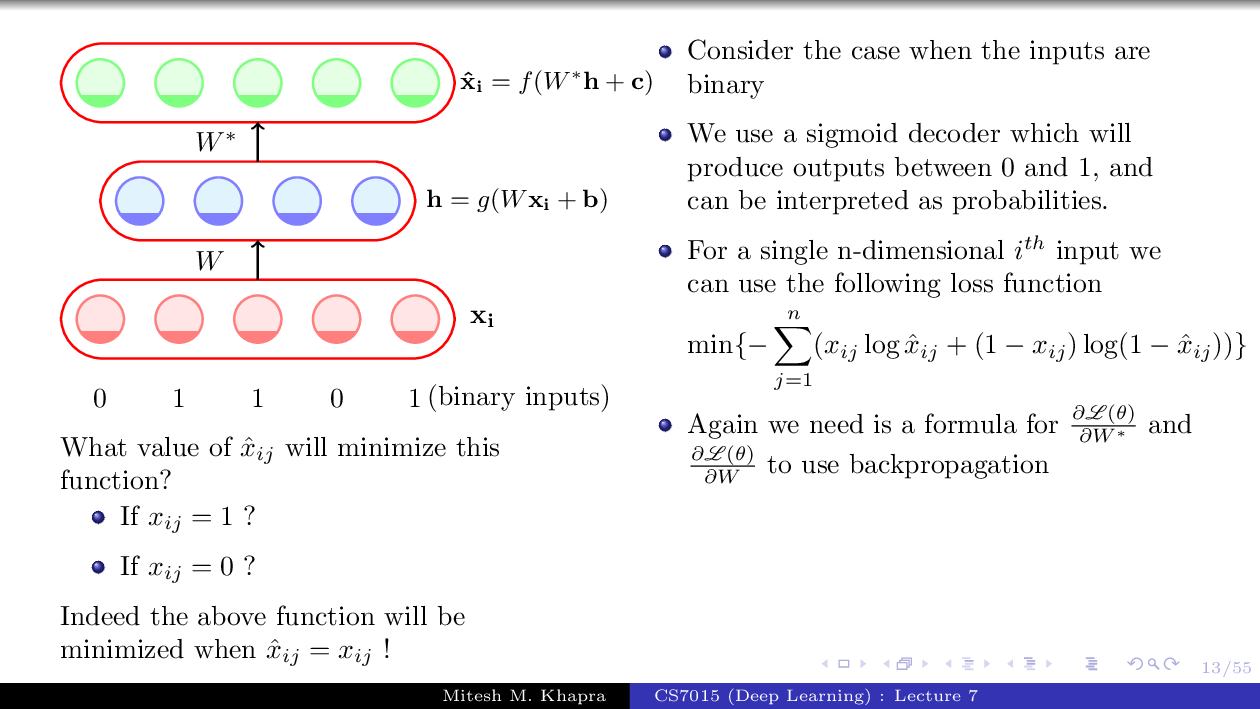 x̂ᵢ = f(W*h + c)
W*
h = g(Wxᵢ + b)
W
xᵢ
0 1 1 0 1 (binary inputs)
What value of x̂ᵢⱼ will minimize this
function?
If xᵢⱼ = 1 ?
If xᵢⱼ = 0 ?
Indeed the above function will be
minimized when x̂ᵢⱼ = xᵢⱼ !
Consider the case when the inputs are
binary
We use a sigmoid decoder which will
produce outputs between 0 and 1, and
can be interpreted as probabilities.
For a single n-dimensional iᵗʰ input we
can use the following loss function
min{− ∑ⁿⱼ₌₁ (xᵢⱼ log x̂ᵢⱼ + (1 − xᵢⱼ) log(1 − x̂ᵢⱼ))}
Again we need is a formula for ∂ℒ(θ)/∂W* and
∂ℒ(θ)/∂W to use backpropagation
13/55
Mitesh M. Khapra CS7015 (Deep Learning) : Lecture 7